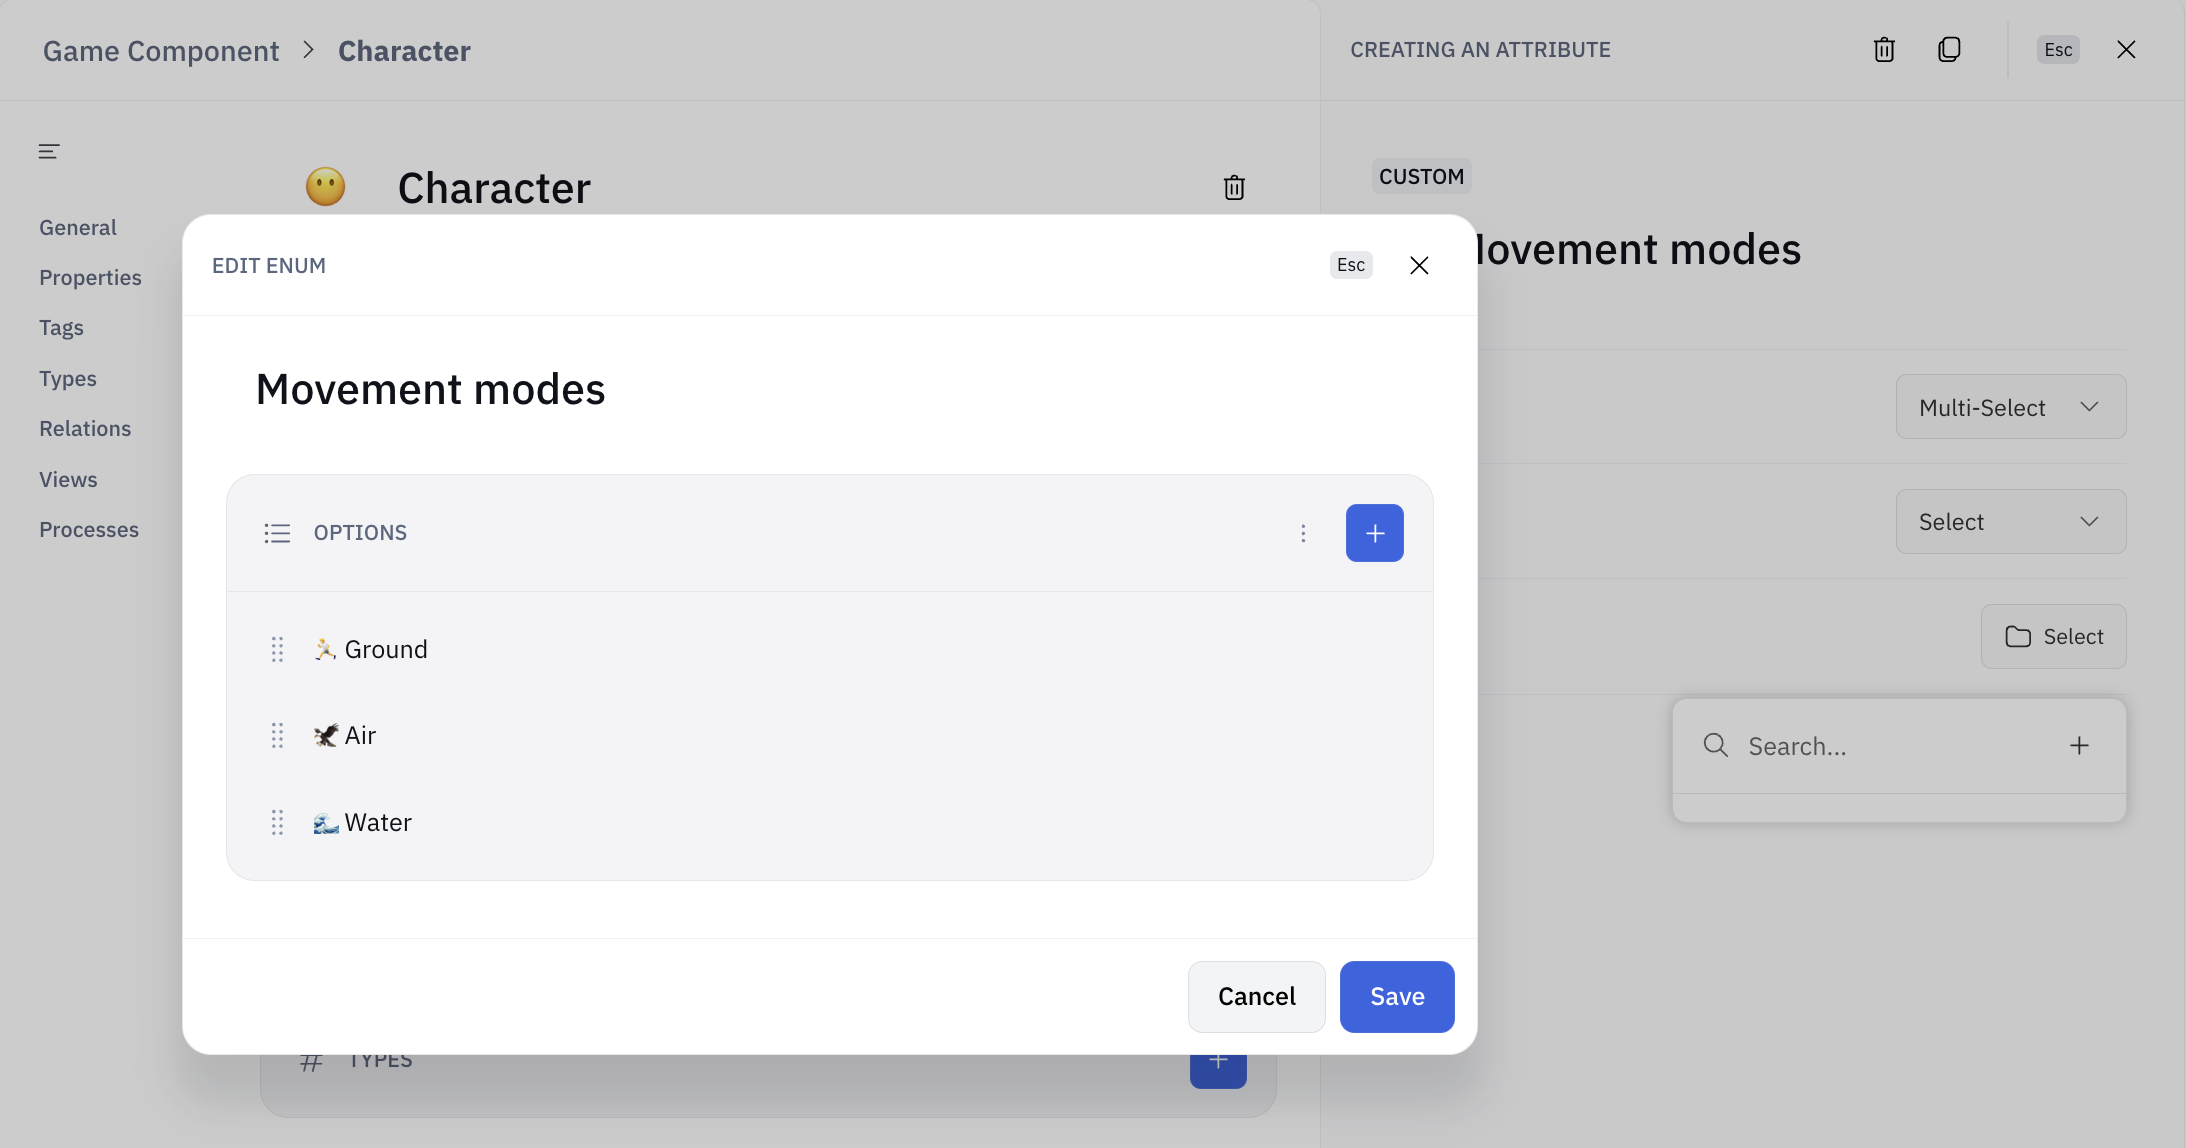 Game Component > Character
CREATING AN ATTRIBUTE
Esc
General
Properties
Tags
Types
Relations
Views
Processes
Character
CUSTOM
Movement modes
Multi-Select
Select
Select
Search...
EDIT ENUM
Esc
Movement modes
OPTIONS
Ground
Air
Water
Cancel
Save
# TYPES